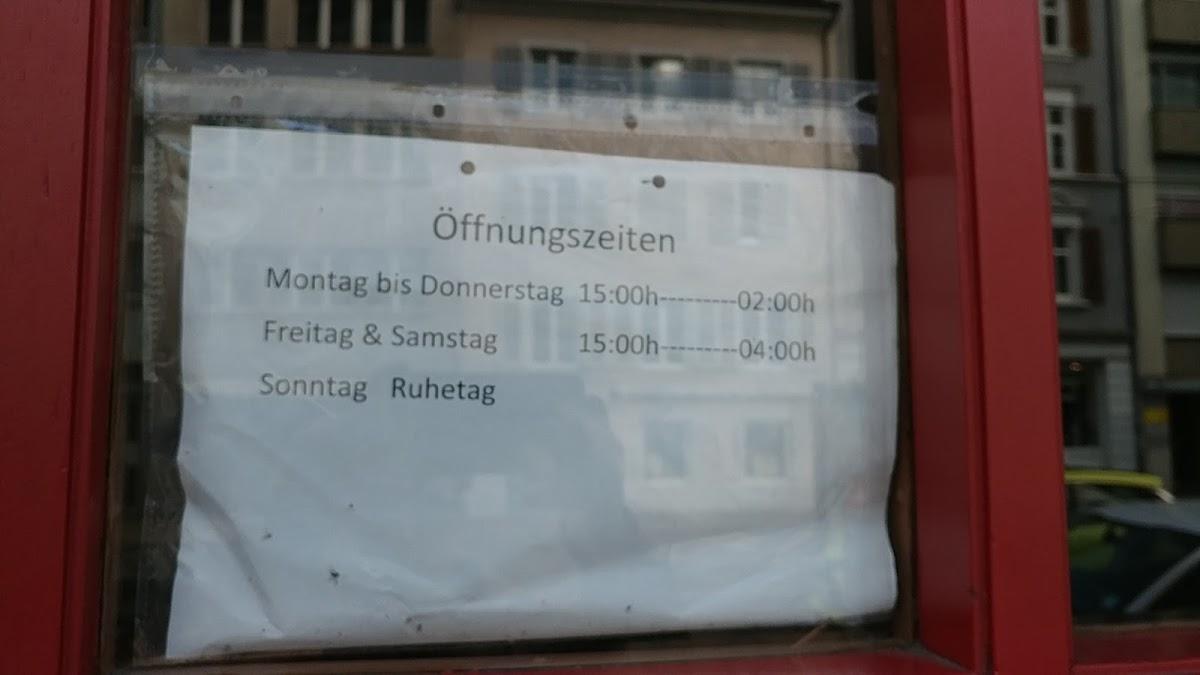 Öffnungszeiten
Montag bis Donnerstag 15:00h---------02:00h
Freitag & Samstag 15:00h---------04:00h
Sonntag Ruhetag